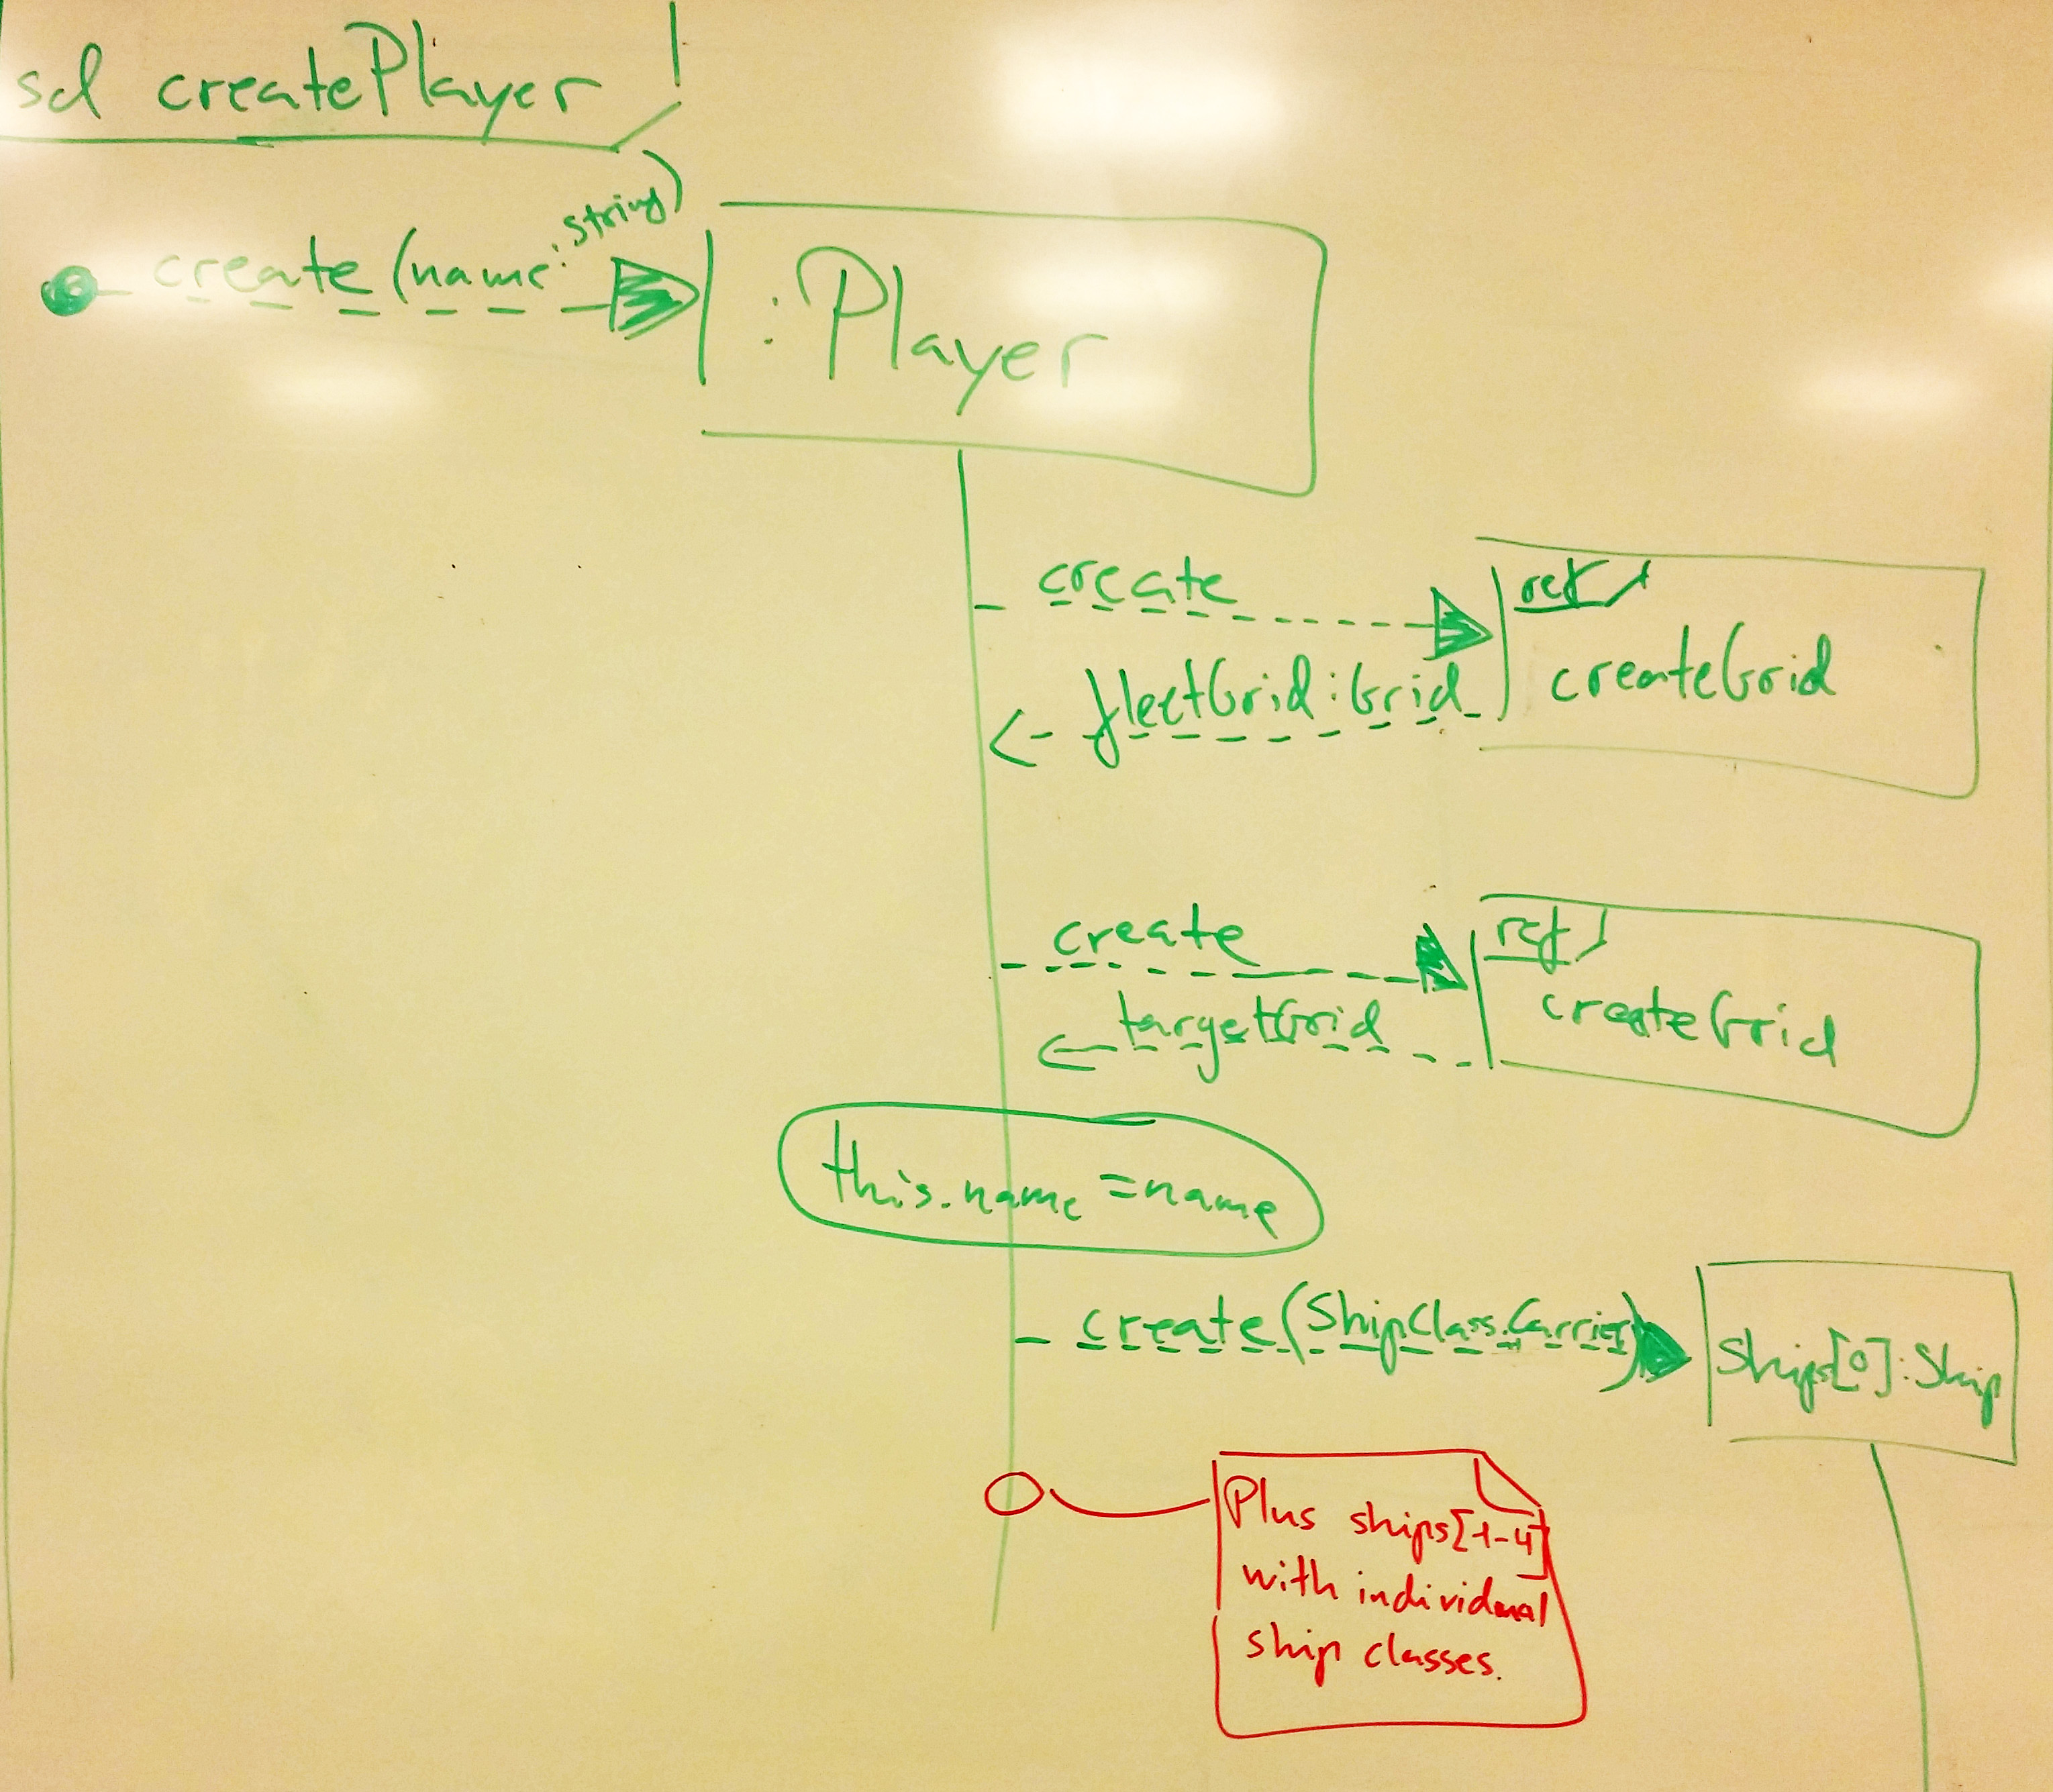 sd createPlayer
create(name: string)
:Player
create
ref
createGrid
fleetGrid:Grid
create
ref
createGrid
targetGrid
this.name = name
create(ShipClass.Carrier)
Ships[0]:Ship
Plus ships[1-4]
with individual
ship classes.